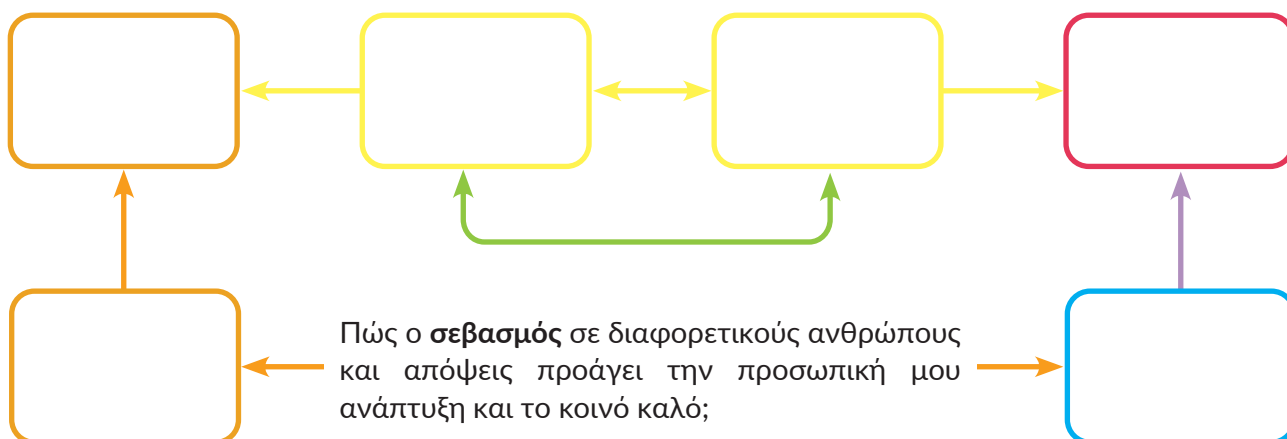 Πώς ο σεβασμός σε διαφορετικούς ανθρώπους
και απόψεις προάγει την προσωπική μου
ανάπτυξη και το κοινό καλό;